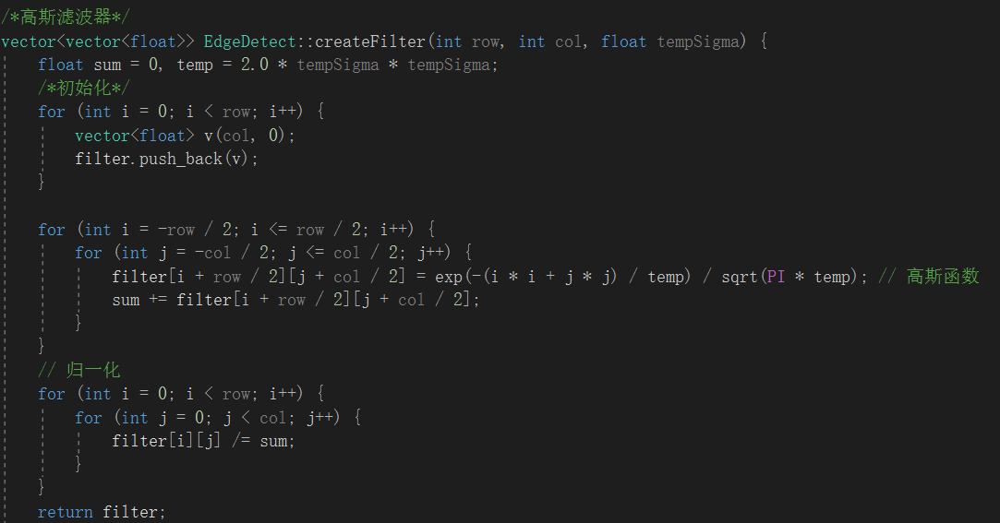 /*高斯滤波器*/
vector<vector<float>> EdgeDetect::createFilter(int row, int col, float tempSigma) {
    float sum = 0, temp = 2.0 * tempSigma * tempSigma;
    /*初始化*/
    for (int i = 0; i < row; i++) {
        vector<float> v(col, 0);
        filter.push_back(v);
    }

    for (int i = -row / 2; i <= row / 2; i++) {
        for (int j = -col / 2; j <= col / 2; j++) {
            filter[i + row / 2][j + col / 2] = exp(-(i * i + j * j) / temp) / sqrt(PI * temp); // 高斯函数
            sum += filter[i + row / 2][j + col / 2];
        }
    }
    // 归一化
    for (int i = 0; i < row; i++) {
        for (int j = 0; j < col; j++) {
            filter[i][j] /= sum;
        }
    }
    return filter;